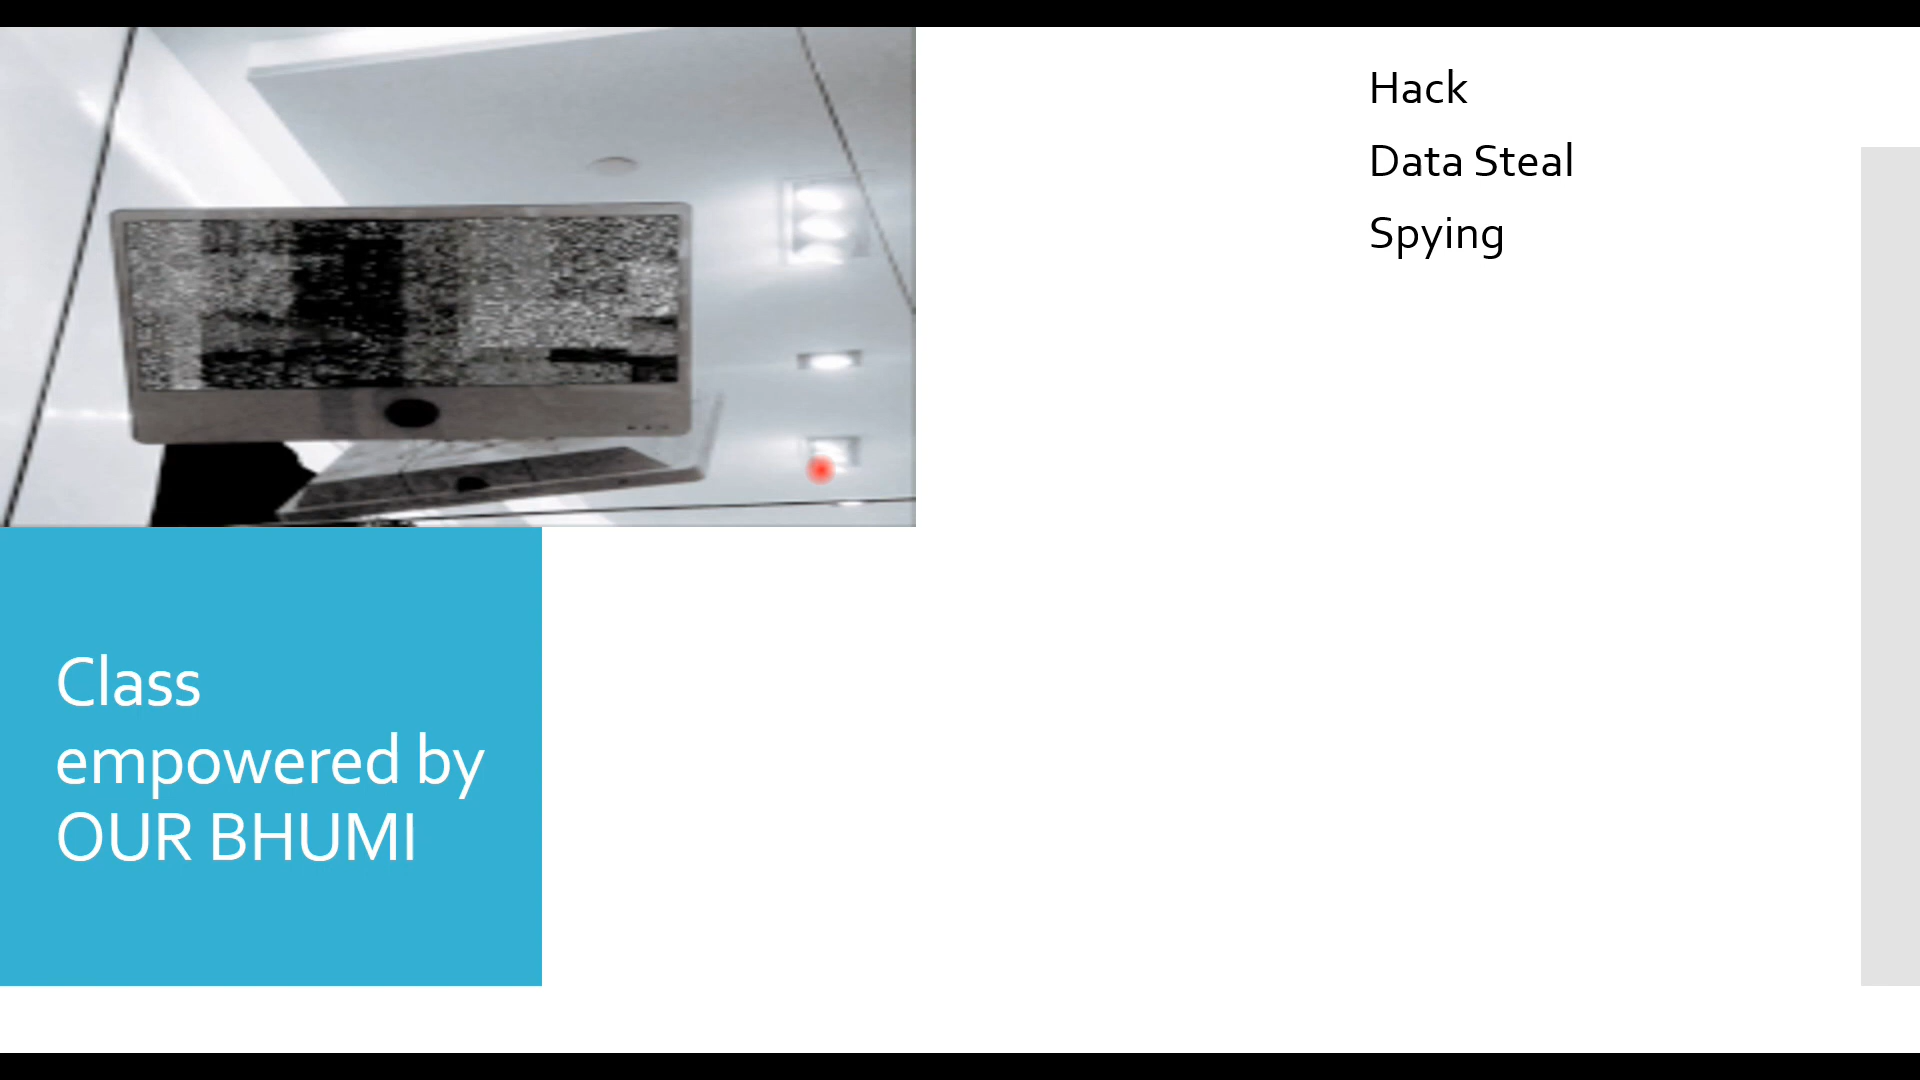 Hack
Data Steal
Spying
Class
empowered by
OUR BHUMI